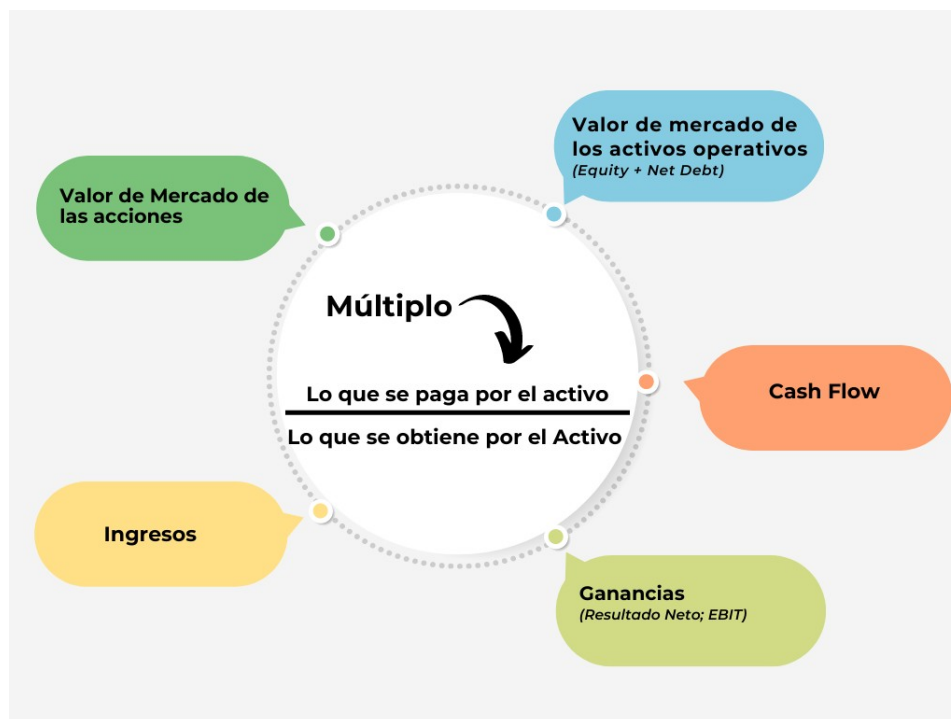 Valor de mercado de
los activos operativos
(Equity + Net Debt)
Valor de Mercado de
las acciones
Múltiplo
Lo que se paga por el activo
Lo que se obtiene por el Activo
Cash Flow
Ingresos
Ganancias
(Resultado Neto; EBIT)